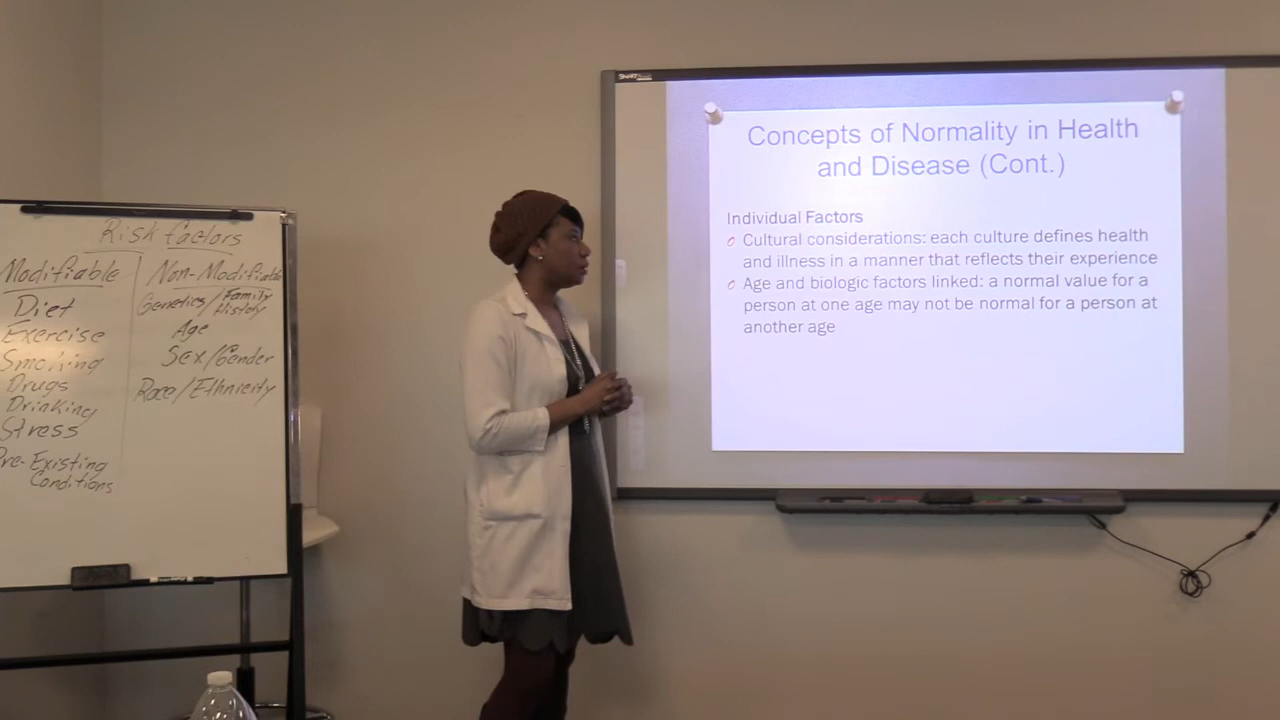 Risk factors
Modifiable
Diet
Exercise
Smoking
Drugs
Drinking
Stress
Pre-Existing
Conditions
Non-Modifiable
Genetics/Family
History
Age
Sex/Gender
Race/Ethnicity
SMART
Concepts of Normality in Health
and Disease (Cont.)
Individual Factors
Cultural considerations: each culture defines health
and illness in a manner that reflects their experience
Age and biologic factors linked: a normal value for a
person at one age may not be normal for a person at
another age